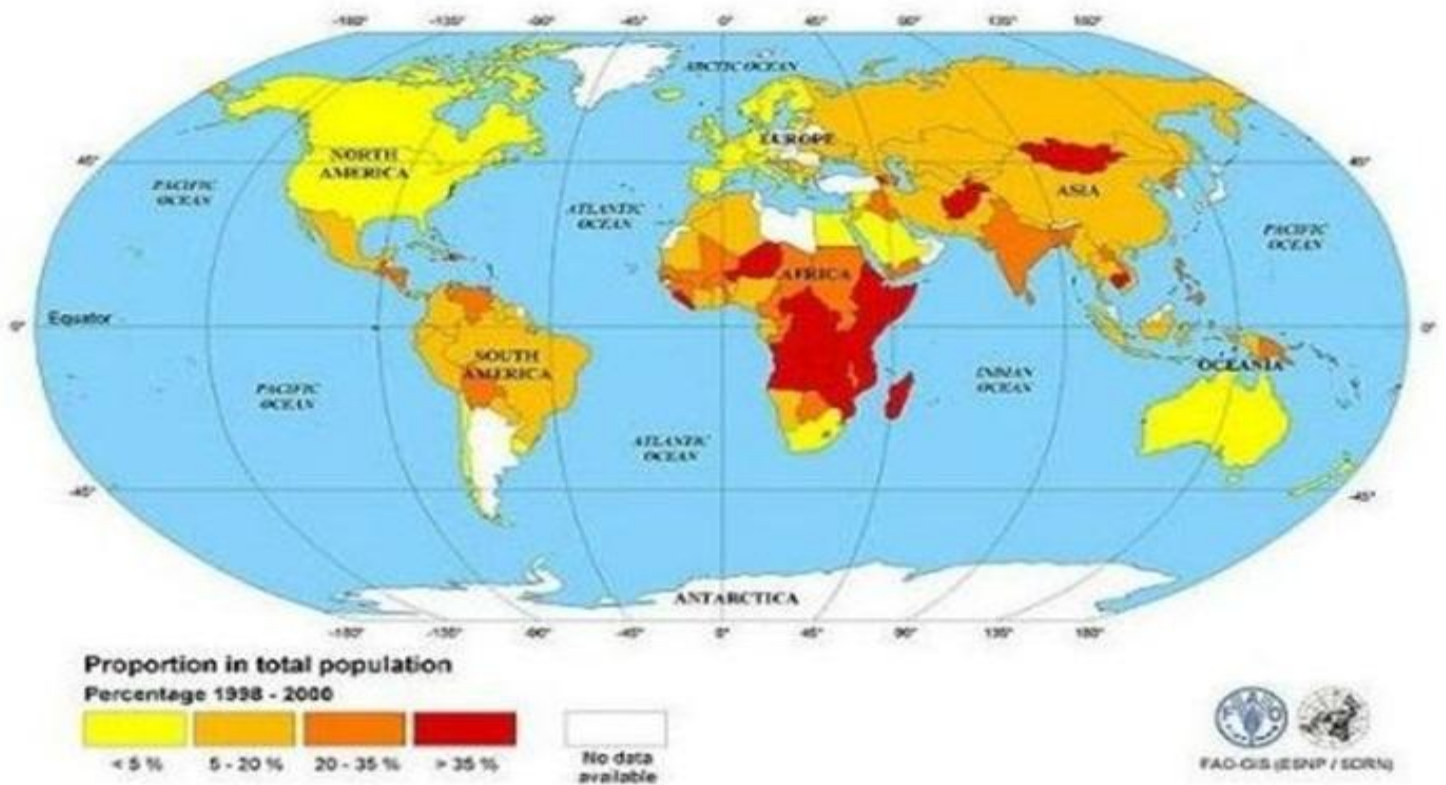 -180° -135° -90° -45° 0° 45° 90° 135° 180°
ARCTIC OCEAN
EUROPE
45° 45°
NORTH
AMERICA
ASIA
PACIFIC
OCEAN
ATLANTIC
OCEAN
PACIFIC
OCEAN
AFRICA
0° Equator 0°
SOUTH
AMERICA
OCEANIA
PACIFIC
OCEAN
INDIAN
OCEAN
ATLANTIC
OCEAN
-45° -45°
ANTARCTICA
-180° -135° -90° -45° 0° 45° 90° 135° 180°
Proportion in total population
Percentage 1998 - 2000
< 5 % 5 - 20 % 20 - 35 % > 35 % No data
available
FAO-GIS (ESNP / SDRN)